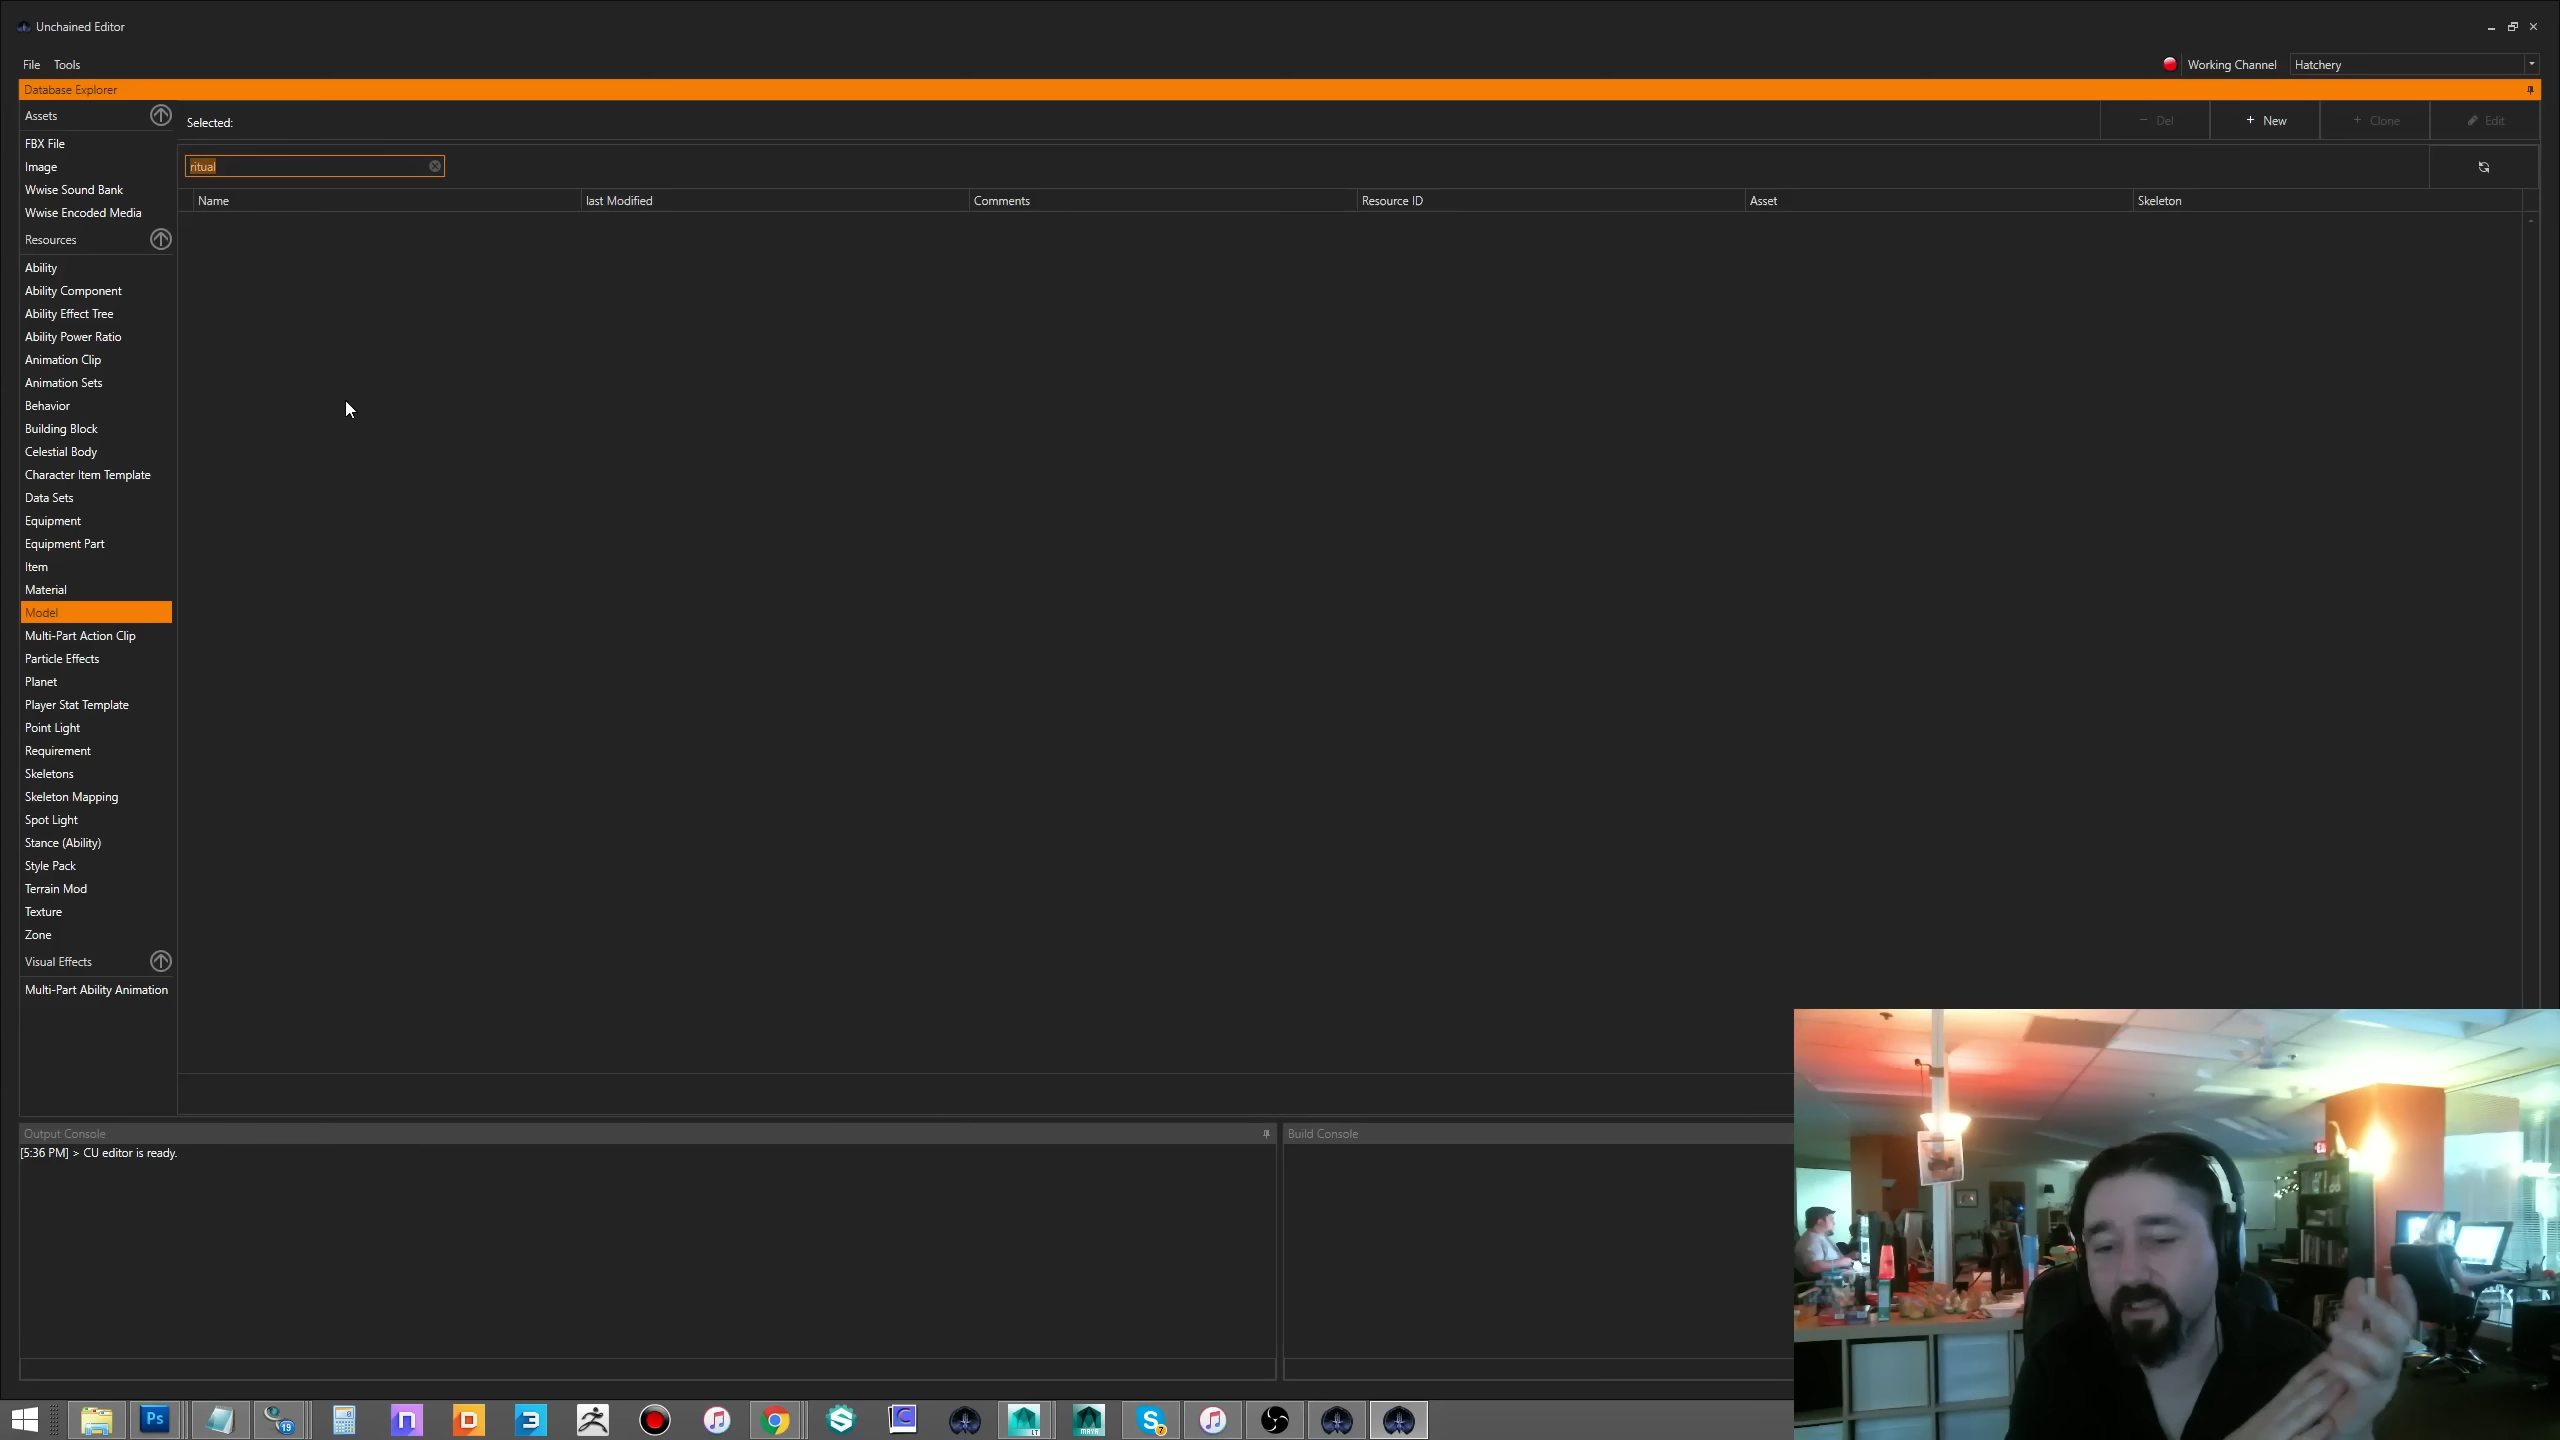 Unchained Editor
File Tools
Working Channel Hatchery
Database Explorer
Assets
FBX File
Image
Wwise Sound Bank
Wwise Encoded Media
Resources
Ability
Ability Component
Ability Effect Tree
Ability Power Ratio
Animation Clip
Animation Sets
Behavior
Building Block
Celestial Body
Character Item Template
Data Sets
Equipment
Equipment Part
Item
Material
Model
Multi-Part Action Clip
Particle Effects
Planet
Player Stat Template
Point Light
Requirement
Skeletons
Skeleton Mapping
Spot Light
Stance (Ability)
Style Pack
Terrain Mod
Texture
Zone
Visual Effects
Multi-Part Ability Animation
Selected:
Del + New + Clone Edit
ritual
Name last Modified Comments Resource ID Asset Skeleton
Output Console
[5:36 PM] > CU editor is ready.
Build Console
Ps 19 LT MAYA S 7